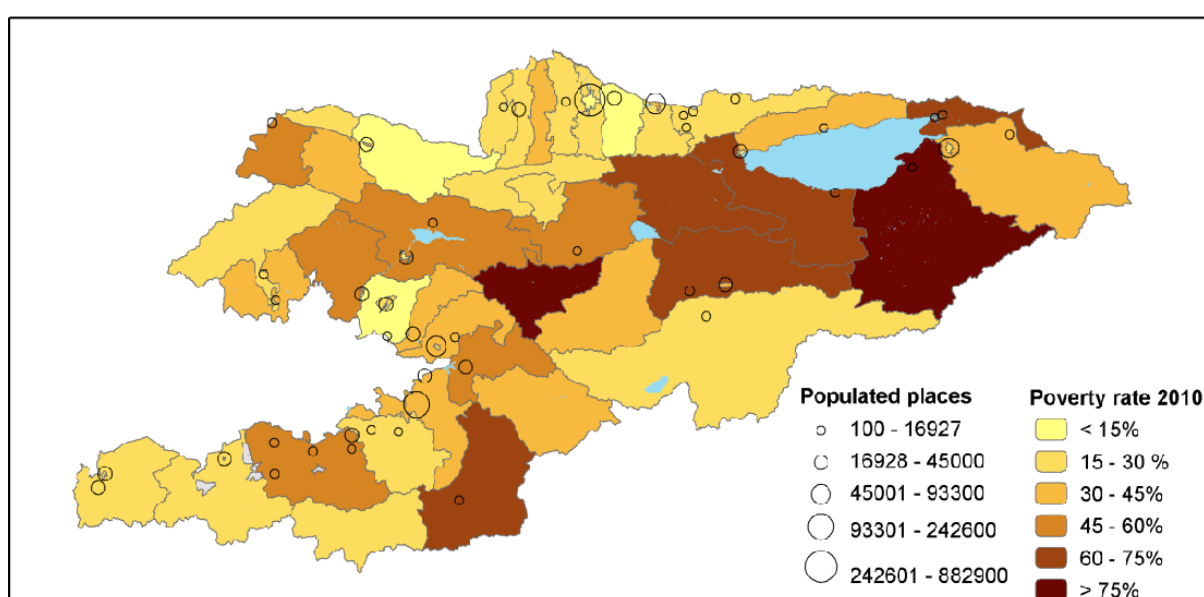 Populated places
100 - 16927
16928 - 45000
45001 - 93300
93301 - 242600
242601 - 882900
Poverty rate 2010
< 15%
15 - 30 %
30 - 45%
45 - 60%
60 - 75%
> 75%